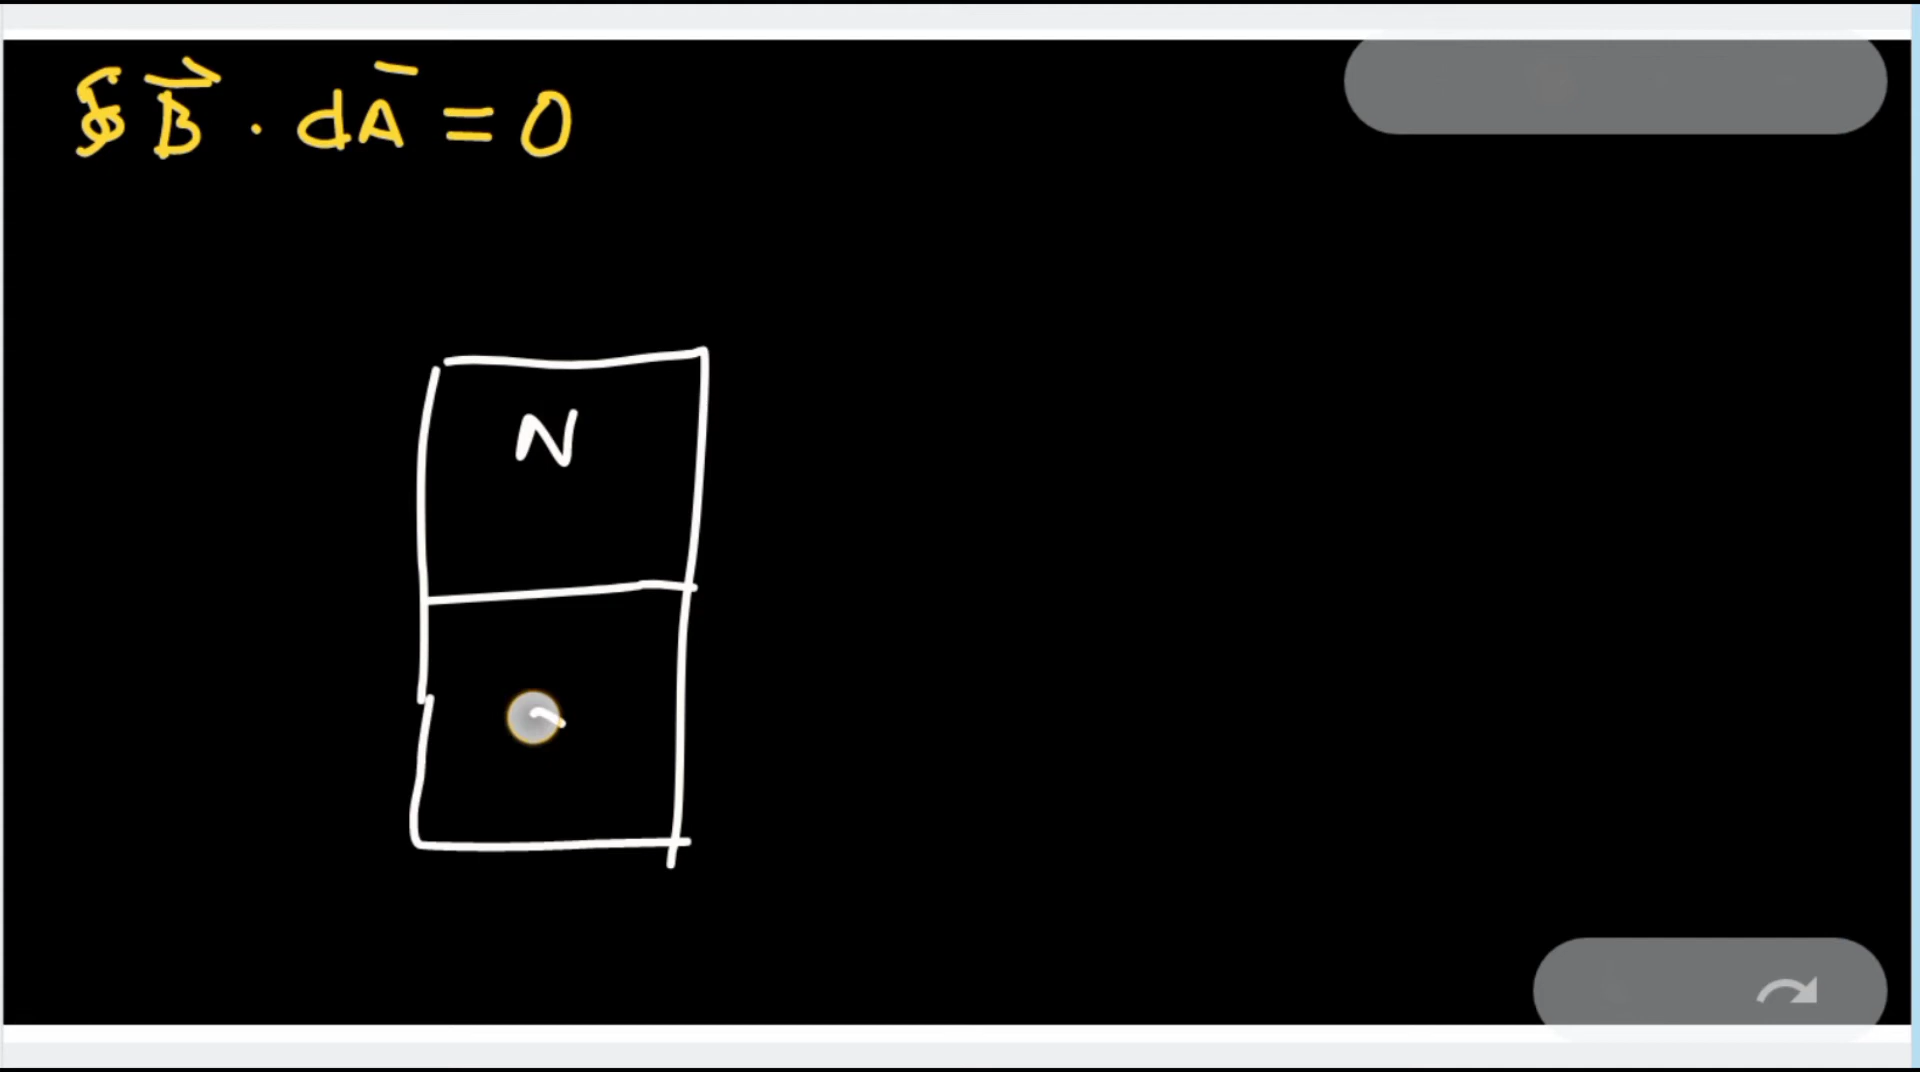 ∯ B⃗ · dA̅ = 0
N